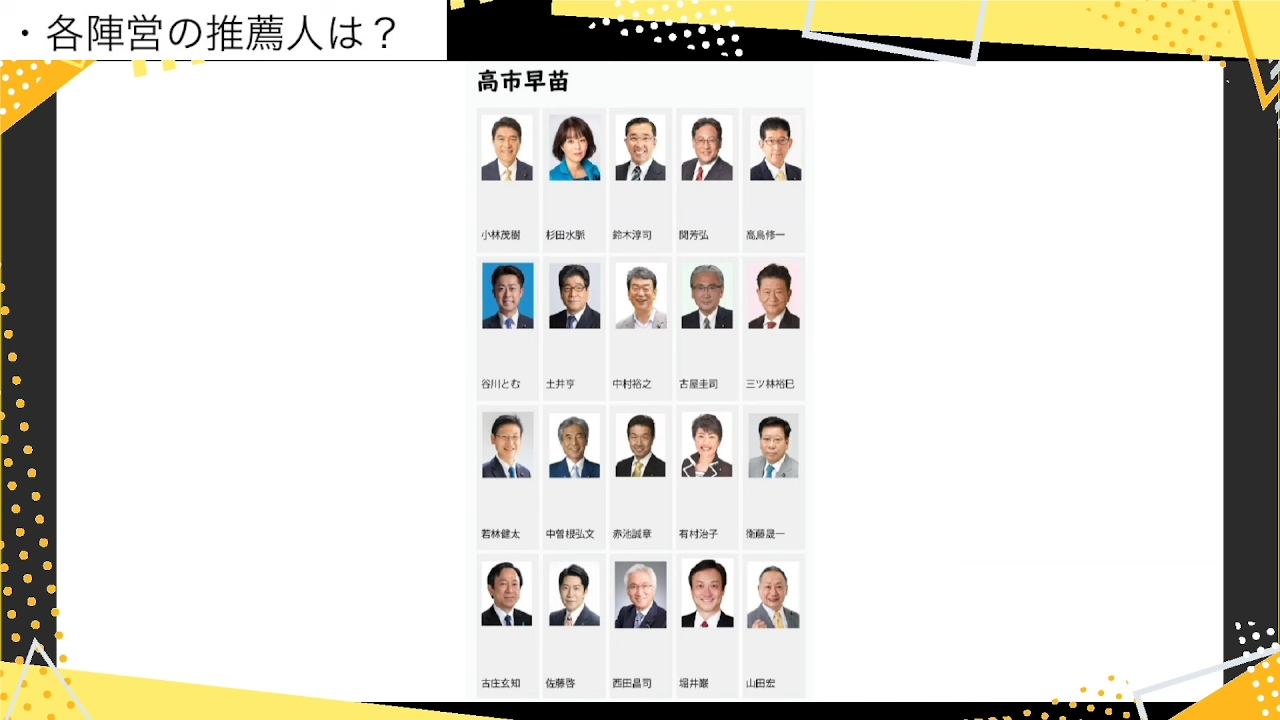 ・各陣営の推薦人は？
高市早苗
小林茂樹 杉田水脈 鈴木淳司 関芳弘 高鳥修一
谷川とむ 土井亨 中村裕之 古屋圭司 三ツ林裕巳
若林健太 中曽根弘文 赤池誠章 有村治子 衛藤晟一
古庄玄知 佐藤啓 西田昌司 堀井巌 山田宏